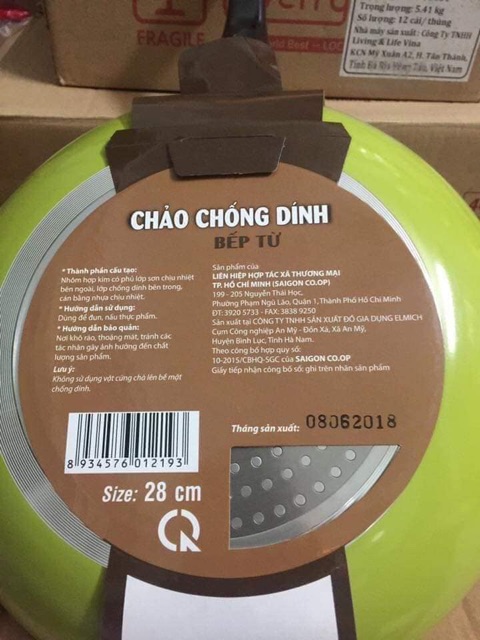 FRAGILE
Trọng lượng: 5.41 kg
Số lượng: 12 cái/ thùng
Nhà máy sản xuất: Công Ty TNHH
Living & Life Vina
KCN Mỹ Xuân A2, H. Tân Thành,
Tỉnh Bà Rịa Vũng Tàu, Việt Nam
CHẢO CHỐNG DÍNH
BẾP TỪ
* Thành phần cấu tạo:
Nhôm hợp kim có phủ lớp sơn chịu nhiệt
bên ngoài, lớp chống dính bên trong,
cán bằng nhựa chịu nhiệt.
* Hướng dẫn sử dụng:
Dùng để đun, nấu thực phẩm.
* Hướng dẫn bảo quản:
Nơi khô ráo, thoáng mát, tránh các
tác nhân gây ảnh hưởng đến chất
lượng sản phẩm.
Lưu ý:
Không sử dụng vật cứng chà lên bề mặt
chống dính.
Sản phẩm của
LIÊN HIỆP HỢP TÁC XÃ THƯƠNG MẠI
TP. HỒ CHÍ MINH (SAIGON CO.OP)
199 - 205 Nguyễn Thái Học,
Phường Phạm Ngũ Lão, Quận 1, Thành Phố Hồ Chí Minh
ĐT: 3920 5733 - FAX: 3838 9250
Sản xuất tại CÔNG TY TNHH SẢN XUẤT ĐỒ GIA DỤNG ELMICH
Cụm Công nghiệp An Mỹ - Đồn Xá, Xã An Mỹ,
Huyện Bình Lục, Tỉnh Hà Nam.
Theo công bố hợp quy số:
10-2015/CBHQ-SGC của SAIGON CO.OP
Giấy tiếp nhận công bố số: ghi trên nhãn sản phẩm
Tháng sản xuất: 08062018
8 934576 012193
Size: 28 cm